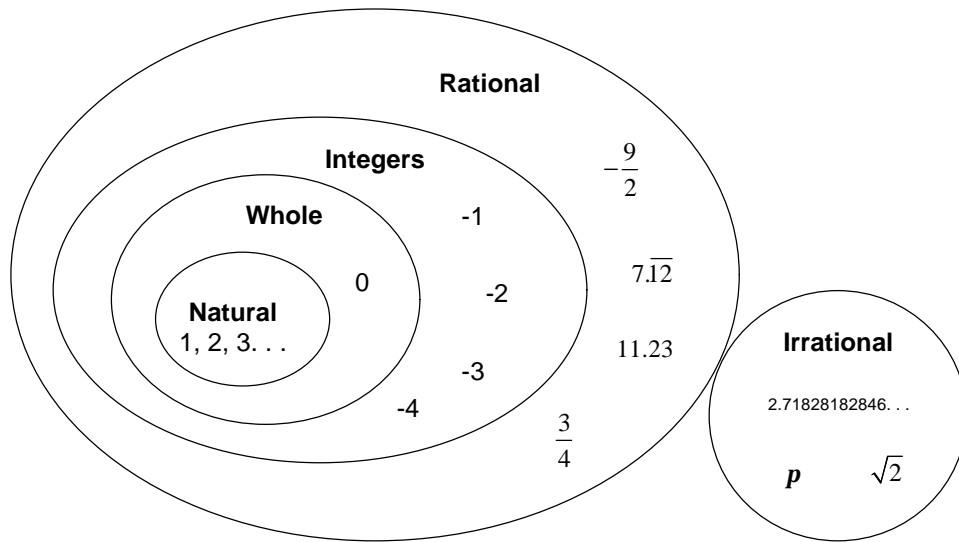 Rational
Integers
-9/2
Whole
-1
0
7.1̅2̅
-2
Natural
1, 2, 3. . .
11.23
Irrational
-3
-4
2.71828182846. . .
3/4
p √2